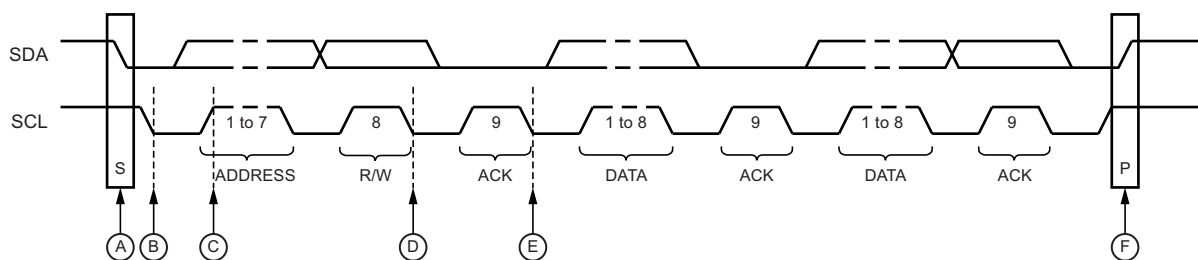 SDA
SCL
1 to 7 8 9 1 to 8 9 1 to 8 9
S P
ADDRESS R/W ACK DATA ACK DATA ACK
A B C D E F